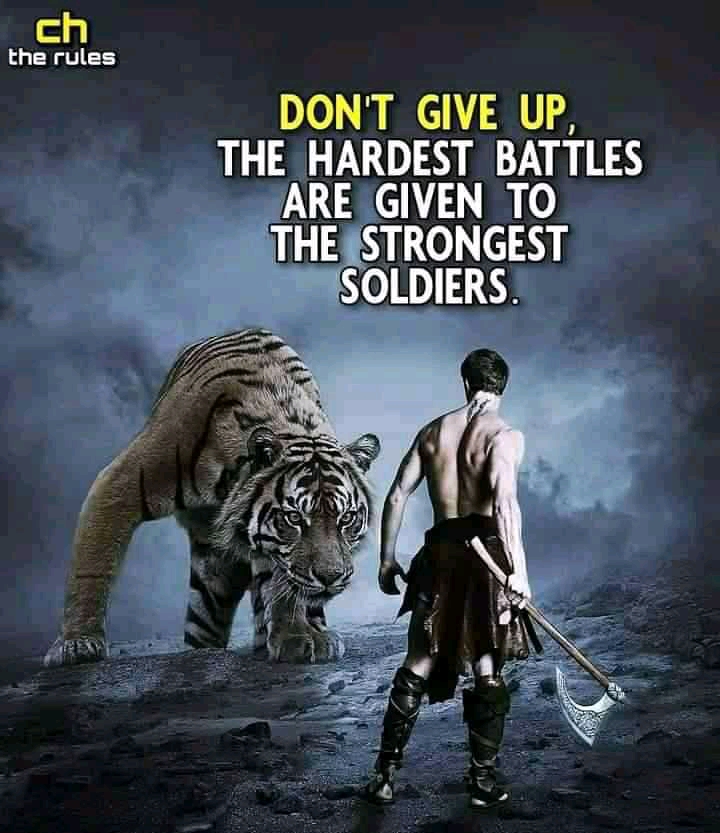 ch
the rules
DON'T GIVE UP,
THE HARDEST BATTLES
ARE GIVEN TO
THE STRONGEST
SOLDIERS.